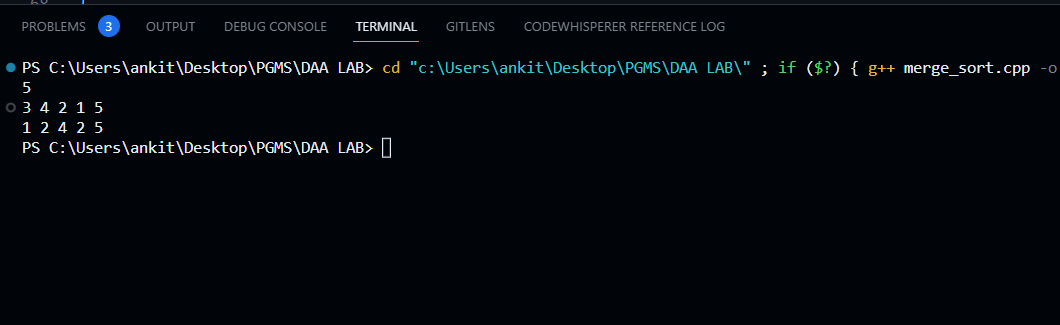 PROBLEMS 3 OUTPUT DEBUG CONSOLE TERMINAL GITLENS CODEWHISPERER REFERENCE LOG
PS C:\Users\ankit\Desktop\PGMS\DAA LAB> cd "c:\Users\ankit\Desktop\PGMS\DAA LAB\" ; if ($?) { g++ merge_sort.cpp -o
5
3 4 2 1 5
1 2 4 2 5
PS C:\Users\ankit\Desktop\PGMS\DAA LAB>